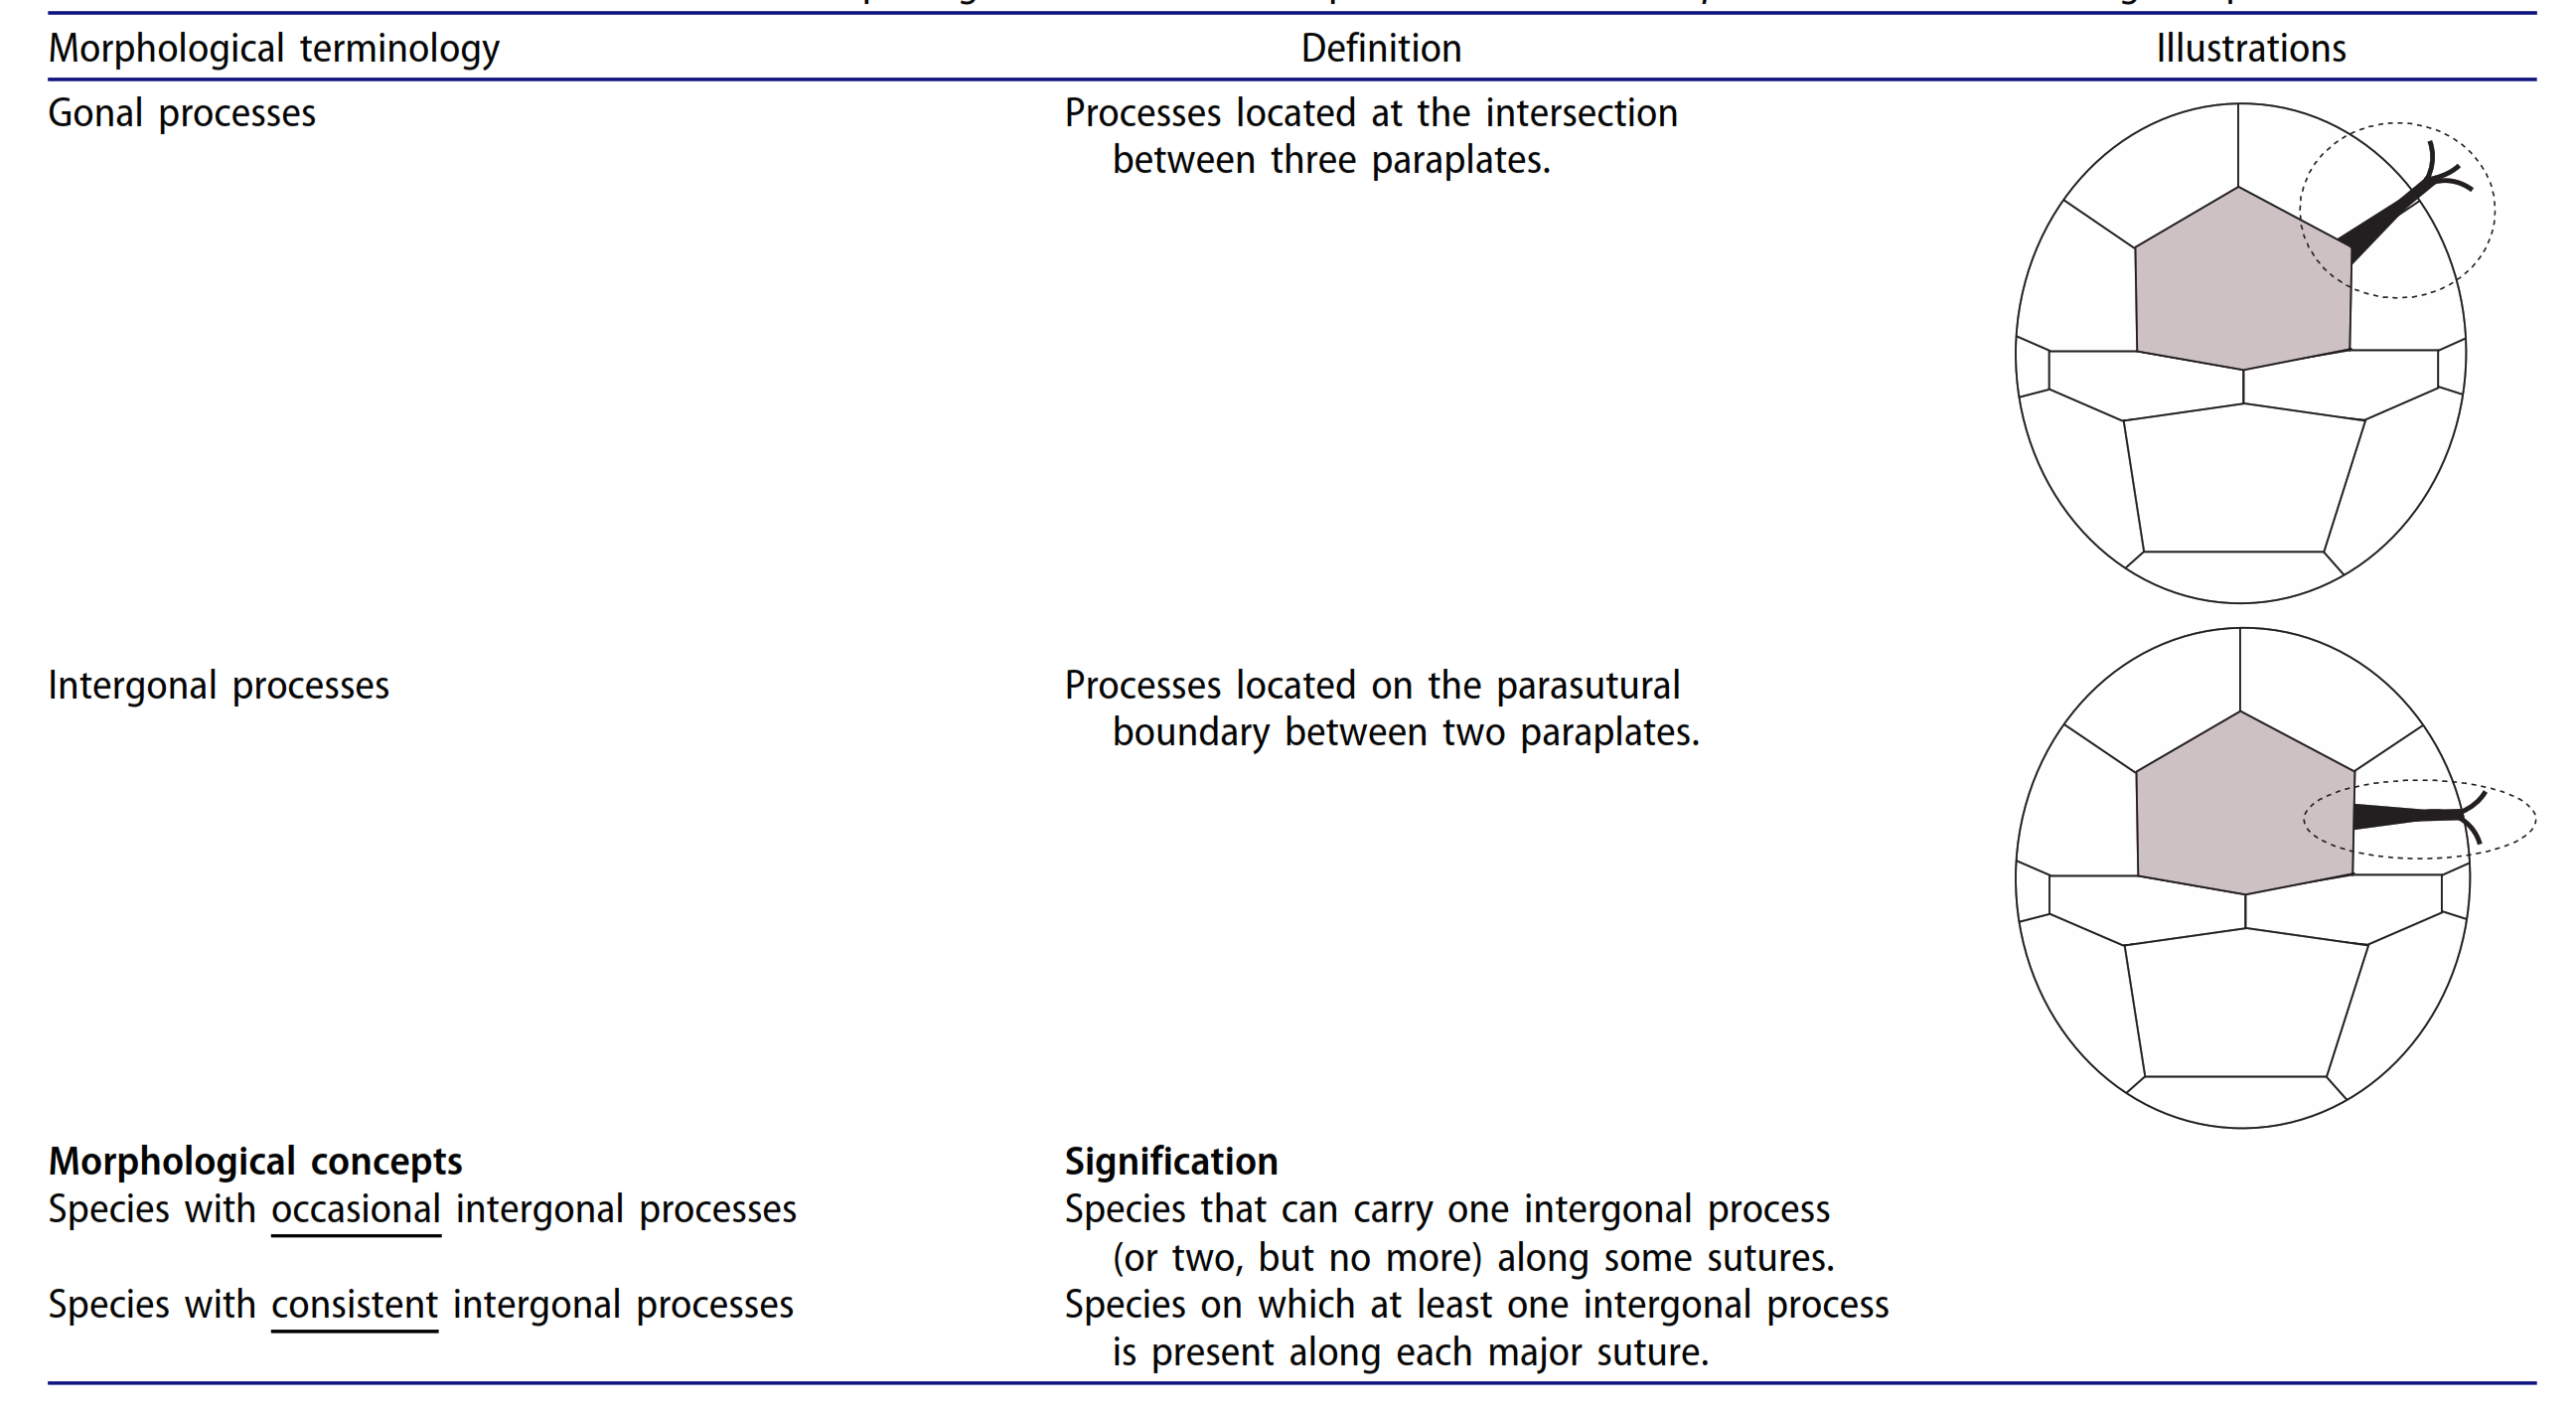 Morphological terminology Definition Illustrations
Gonal processes Processes located at the intersection
between three paraplates.
Intergonal processes Processes located on the parasutural
boundary between two paraplates.
Morphological concepts Signification
Species with occasional intergonal processes Species that can carry one intergonal process
(or two, but no more) along some sutures.
Species with consistent intergonal processes Species on which at least one intergonal process
is present along each major suture.